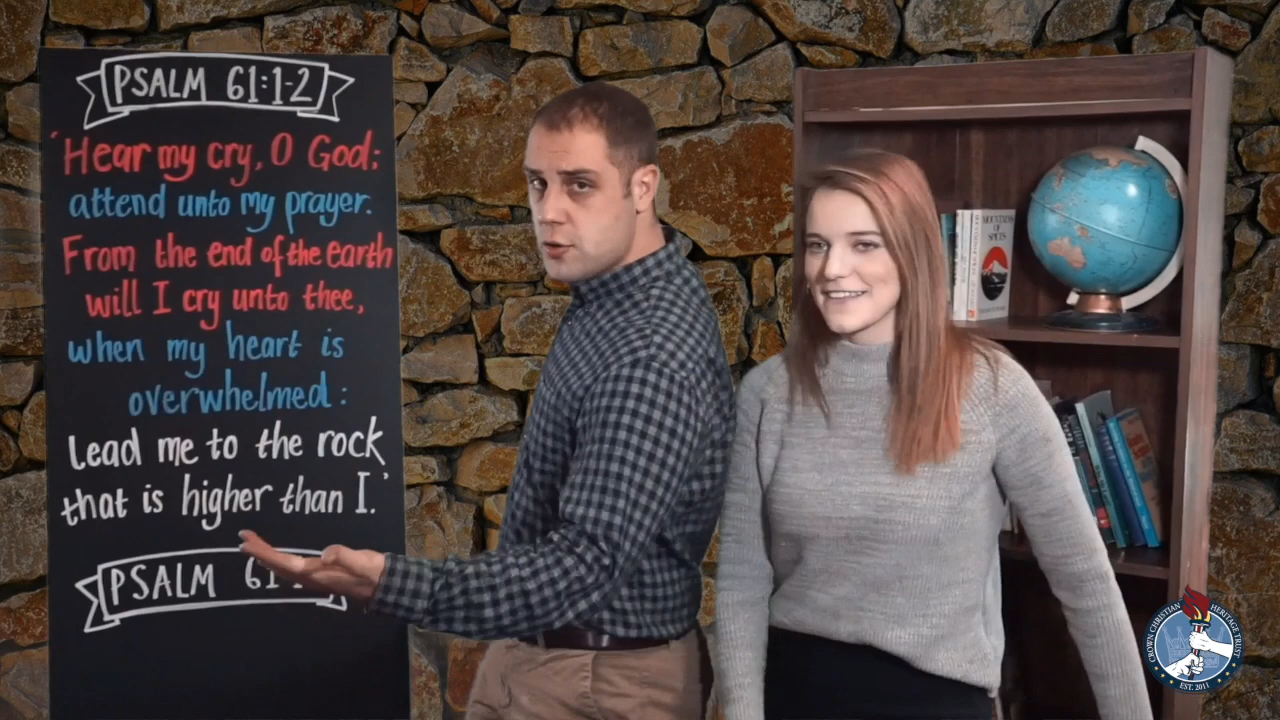 PSALM 61:1-2
'Hear my cry, O God;
attend unto my prayer.
From the end of the earth
will I cry unto thee,
when my heart is
overwhelmed:
lead me to the rock
that is higher than I.'
PSALM 61
MOUNTAINS
OF SPICES
CROWN CHRISTIAN HERITAGE TRUST
EST. 2011